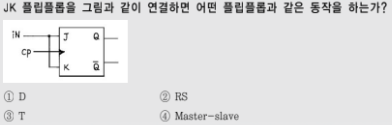 JK 플립플롭을 그림과 같이 연결하면 어떤 플립플롭과 같은 동작을 하는가?
iN
J
Q
CP
K
Q̅
① D
② RS
③ T
④ Master-slave